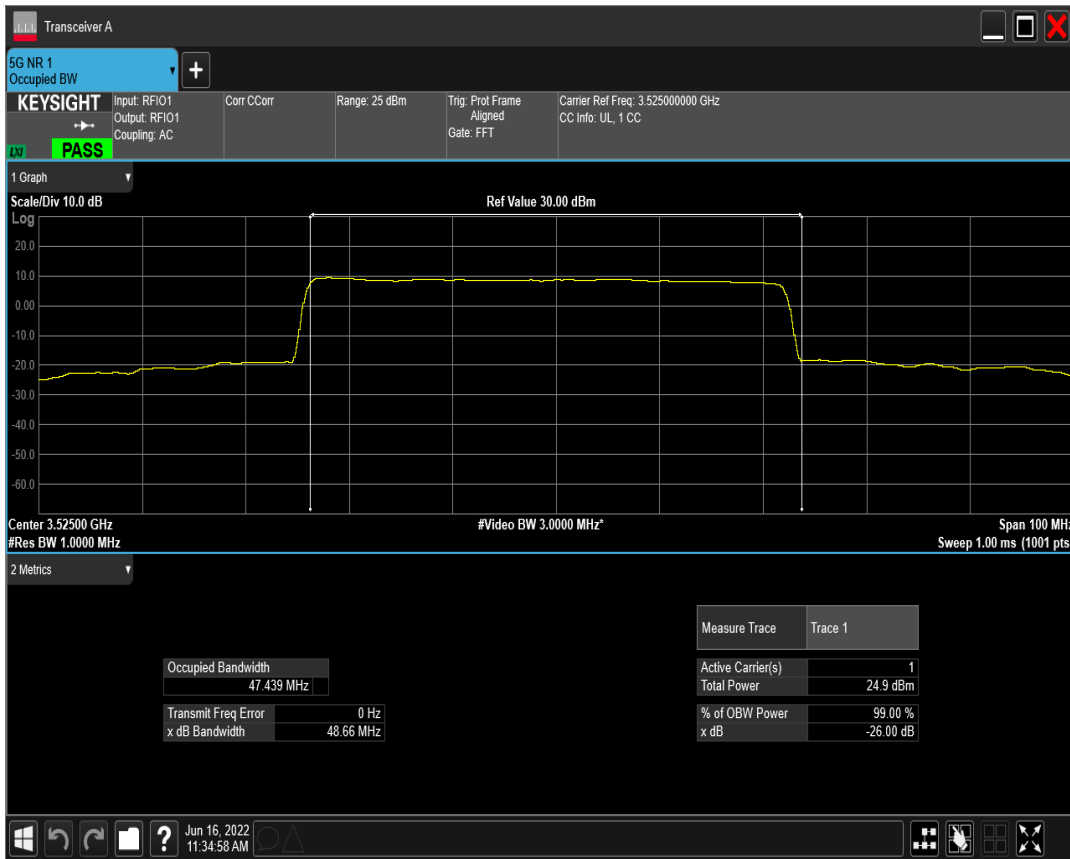 Transceiver A
5G NR 1
Occupied BW
KEYSIGHT
LXI
PASS
Input: RFIO1
Output: RFIO1
Coupling: AC
Corr CCorr
Range: 25 dBm
Trig: Prot Frame
Aligned
Gate: FFT
Carrier Ref Freq: 3.525000000 GHz
CC Info: UL, 1 CC
1 Graph
Scale/Div 10.0 dB
Ref Value 30.00 dBm
Log
20.0
10.0
0.00
-10.0
-20.0
-30.0
-40.0
-50.0
-60.0
Center 3.52500 GHz
#Video BW 3.0000 MHz*
Span 100 MHz
#Res BW 1.0000 MHz
Sweep 1.00 ms (1001 pts
2 Metrics
Measure Trace Trace 1
Occupied Bandwidth
47.439 MHz
Active Carrier(s) 1
Total Power 24.9 dBm
Transmit Freq Error 0 Hz
x dB Bandwidth 48.66 MHz
% of OBW Power 99.00 %
x dB -26.00 dB
?
Jun 16, 2022
11:34:58 AM